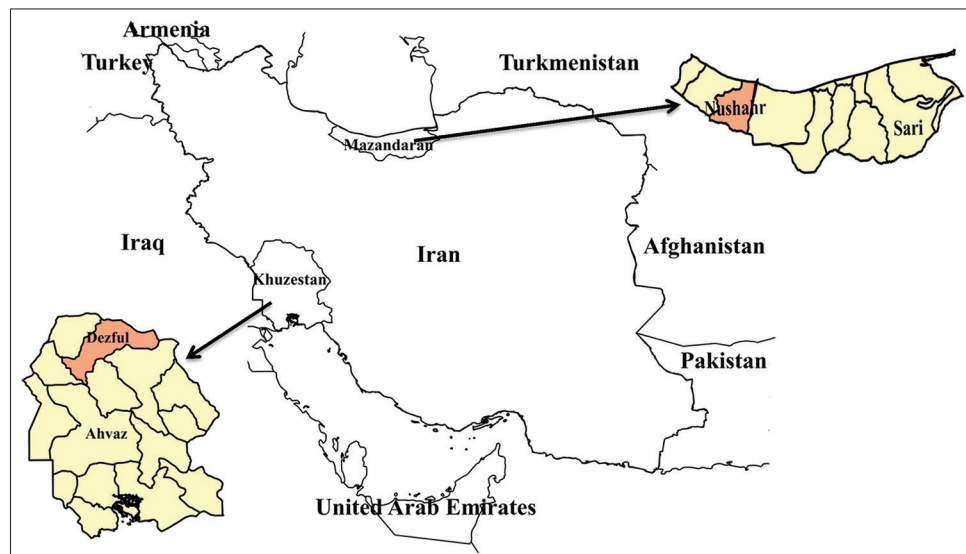 Armenia
Turkey
Turkmenistan
Nushahr
Mazandaran
Sari
Iraq
Iran
Afghanistan
Khuzestan
Dezful
Pakistan
Ahvaz
United Arab Emirates